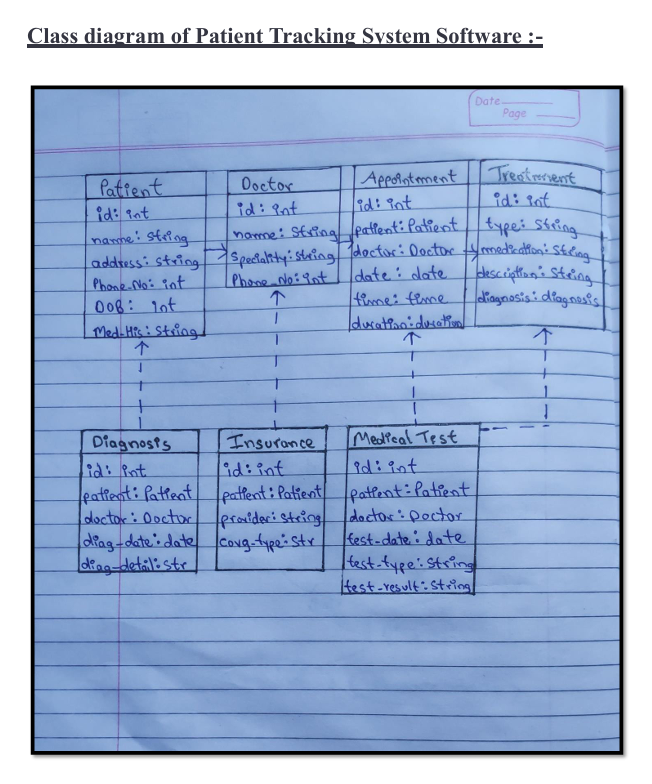 Class diagram of Patient Tracking System Software :-
Date
Page
Patient
id: int
name: String
address: string
Phone-No: int
DOB: int
Med-His: String
Doctor
id: int
name: String
Speciality: String
Phone_No: int
Appointment
id: int
patient: Patient
doctor: Doctor
date: date
time: time
duration: duration
Treatment
id: int
type: String
medication: String
description: String
diagnosis: diagnosis
Diagnosis
id: int
patient: Patient
doctor: Doctor
diag-date: date
diag-detail: str
Insurance
id: int
patient: Patient
provider: String
covg-type: Str
Medical Test
id: int
patient: Patient
doctor: Doctor
test-date: date
test-type: String
test-result: String